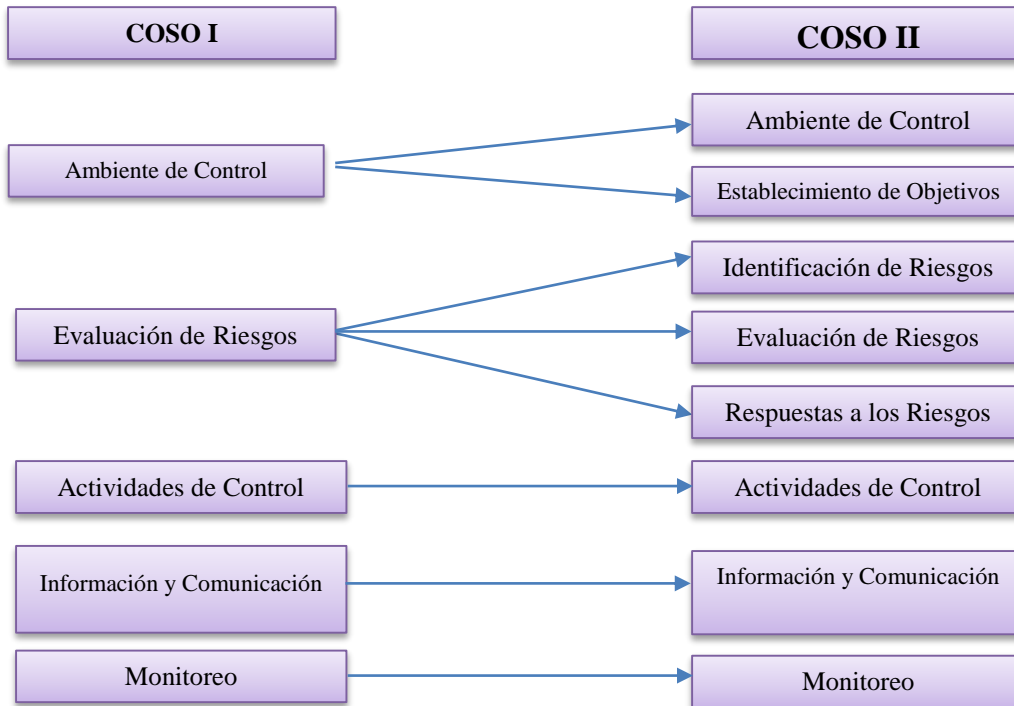 COSO I
COSO II
Ambiente de Control
Ambiente de Control
Establecimiento de Objetivos
Evaluación de Riesgos
Identificación de Riesgos
Evaluación de Riesgos
Respuestas a los Riesgos
Actividades de Control
Actividades de Control
Información y Comunicación
Información y Comunicación
Monitoreo
Monitoreo